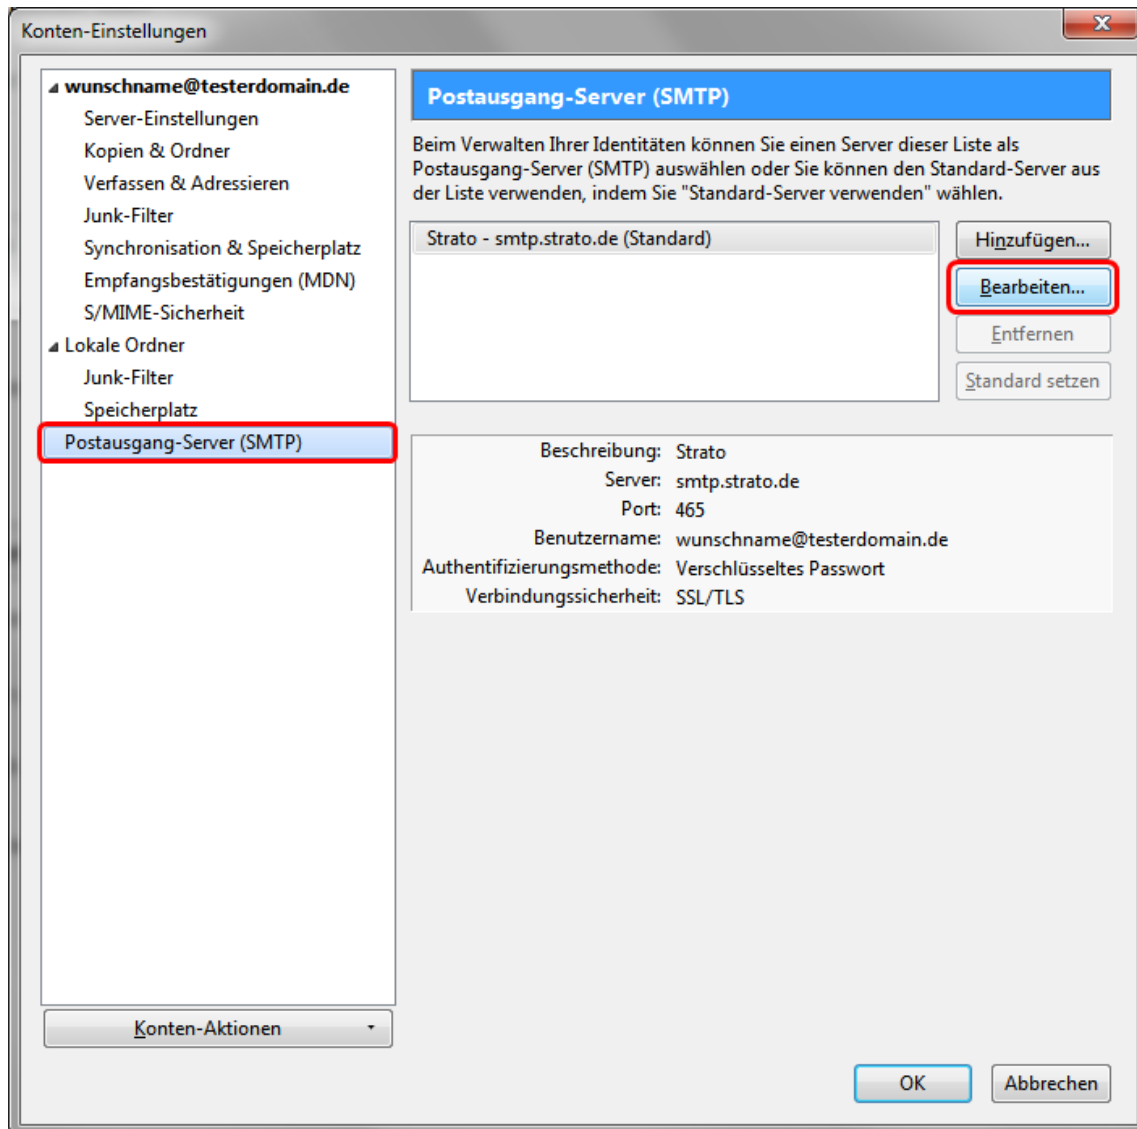 Konten-Einstellungen
wunschname@testerdomain.de
Server-Einstellungen
Kopien & Ordner
Verfassen & Adressieren
Junk-Filter
Synchronisation & Speicherplatz
Empfangsbestätigungen (MDN)
S/MIME-Sicherheit
Lokale Ordner
Junk-Filter
Speicherplatz
Postausgang-Server (SMTP)
Konten-Aktionen
Postausgang-Server (SMTP)
Beim Verwalten Ihrer Identitäten können Sie einen Server dieser Liste als
Postausgang-Server (SMTP) auswählen oder Sie können den Standard-Server aus
der Liste verwenden, indem Sie "Standard-Server verwenden" wählen.
Strato - smtp.strato.de (Standard)
Hinzufügen...
Bearbeiten...
Entfernen
Standard setzen
Beschreibung: Strato
Server: smtp.strato.de
Port: 465
Benutzername: wunschname@testerdomain.de
Authentifizierungsmethode: Verschlüsseltes Passwort
Verbindungssicherheit: SSL/TLS
OK
Abbrechen